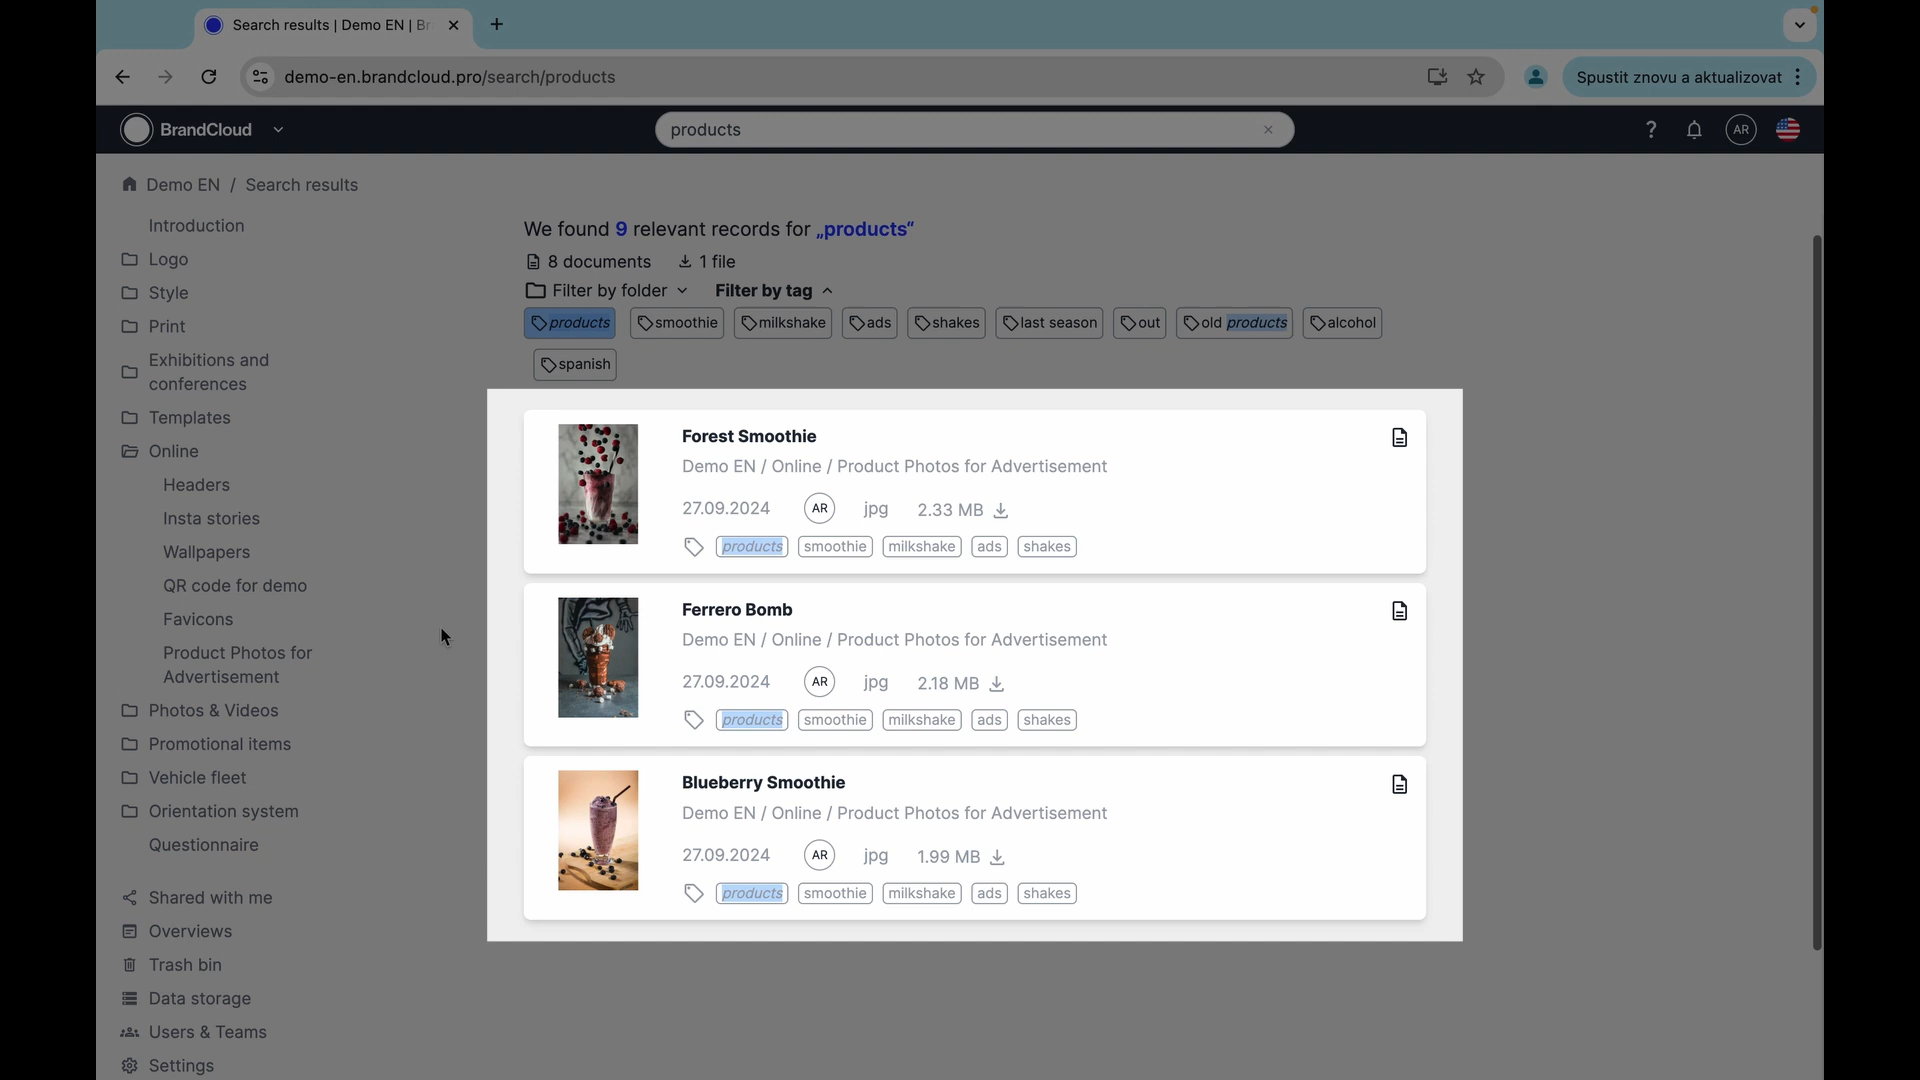 Search results | Demo EN | Br
demo-en.brandcloud.pro/search/products
Spustit znovu a aktualizovat
BrandCloud
products
AR
Demo EN / Search results
Introduction
Logo
Style
Print
Exhibitions and
conferences
Templates
Online
Headers
Insta stories
Wallpapers
QR code for demo
Favicons
Product Photos for
Advertisement
Photos & Videos
Promotional items
Vehicle fleet
Orientation system
Questionnaire
Shared with me
Overviews
Trash bin
Data storage
Users & Teams
Settings
We found 9 relevant records for „products“
8 documents 1 file
Filter by folder Filter by tag
products smoothie milkshake ads shakes last season out old products alcohol
spanish
Forest Smoothie
Demo EN / Online / Product Photos for Advertisement
27.09.2024 AR jpg 2.33 MB
products smoothie milkshake ads shakes
Ferrero Bomb
Demo EN / Online / Product Photos for Advertisement
27.09.2024 AR jpg 2.18 MB
products smoothie milkshake ads shakes
Blueberry Smoothie
Demo EN / Online / Product Photos for Advertisement
27.09.2024 AR jpg 1.99 MB
products smoothie milkshake ads shakes